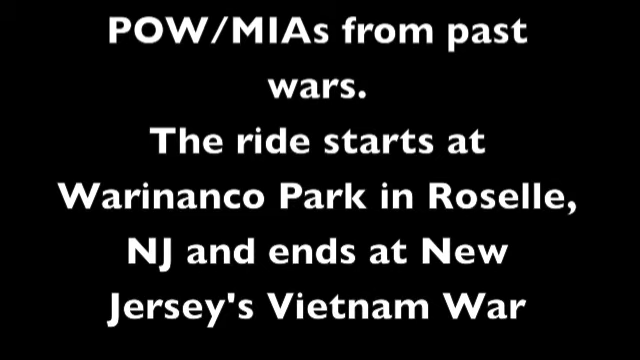 POW/MIAs from past
wars.
The ride starts at
Warinanco Park in Roselle,
NJ and ends at New
Jersey's Vietnam War